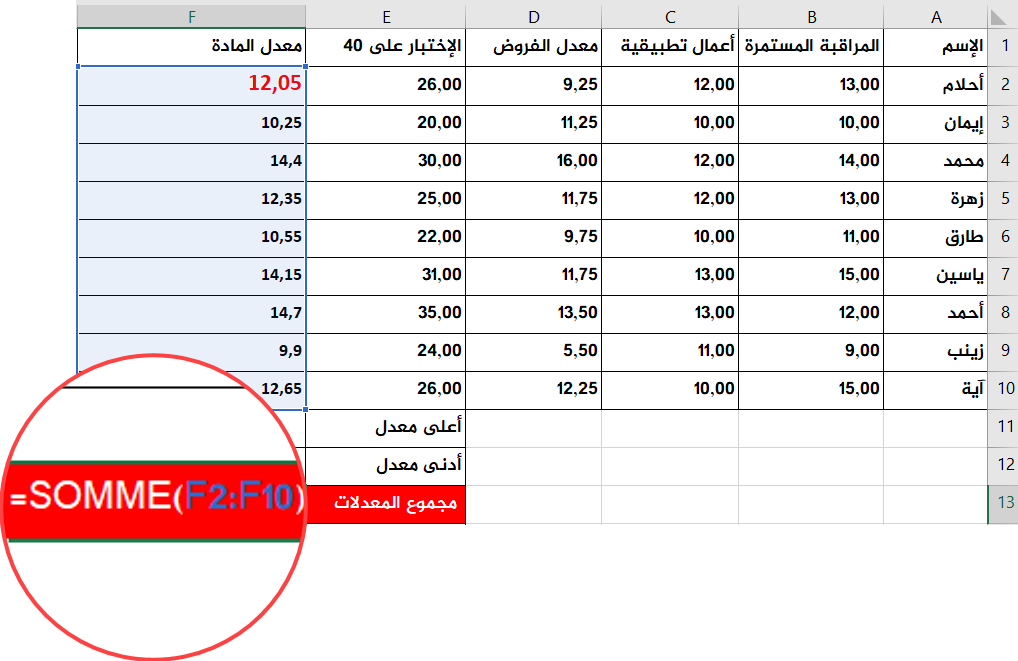 A B C D E F
1 الإسم المراقبة المستمرة أعمال تطبيقية معدل الفروض الإختبار على 40 معدل المادة
2 أحلام 13,00 12,00 9,25 26,00 12,05
3 إيمان 10,00 10,00 11,25 20,00 10,25
4 محمد 14,00 12,00 16,00 30,00 14,4
5 زهرة 13,00 12,00 11,75 25,00 12,35
6 طارق 11,00 10,00 9,75 22,00 10,55
7 ياسين 15,00 13,00 11,75 31,00 14,15
8 أحمد 12,00 13,00 13,50 35,00 14,7
9 زينب 9,00 11,00 5,50 24,00 9,9
10 آية 15,00 10,00 12,25 26,00 12,65
11 أعلى معدل
12 أدنى معدل
13 مجموع المعدلات =SOMME(F2:F10)